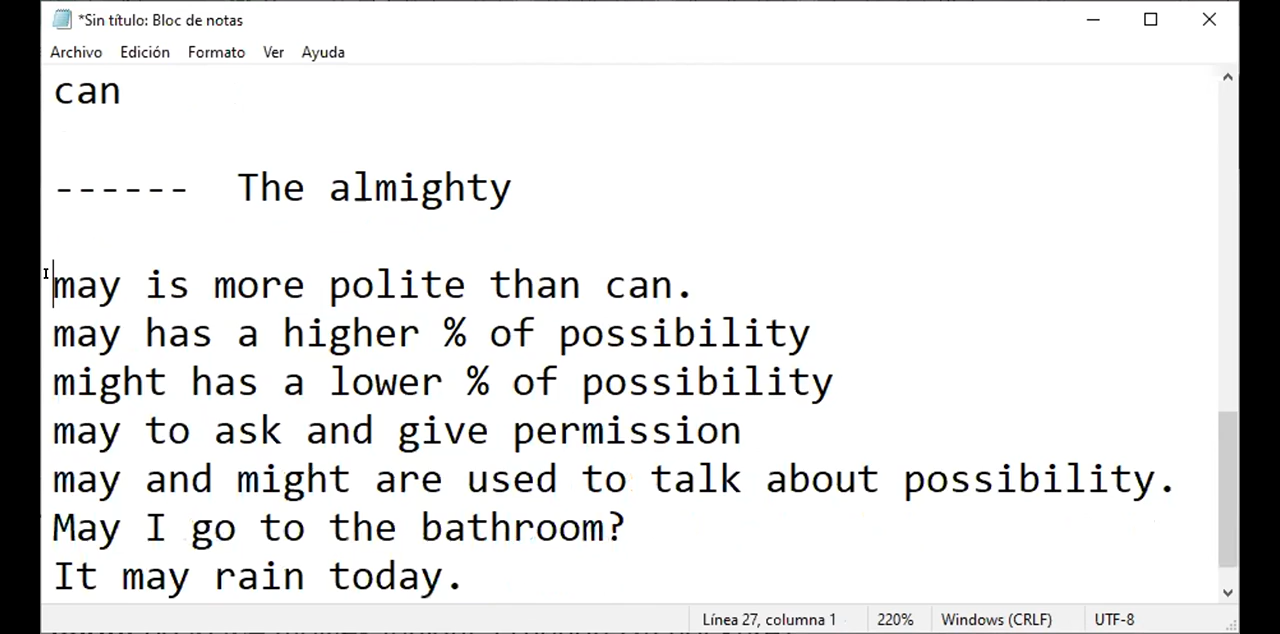 *Sin título: Bloc de notas
Archivo Edición Formato Ver Ayuda
can
------ The almighty
may is more polite than can.
may has a higher % of possibility
might has a lower % of possibility
may to ask and give permission
may and might are used to talk about possibility.
May I go to the bathroom?
It may rain today.
Línea 27, columna 1 220% Windows (CRLF) UTF-8